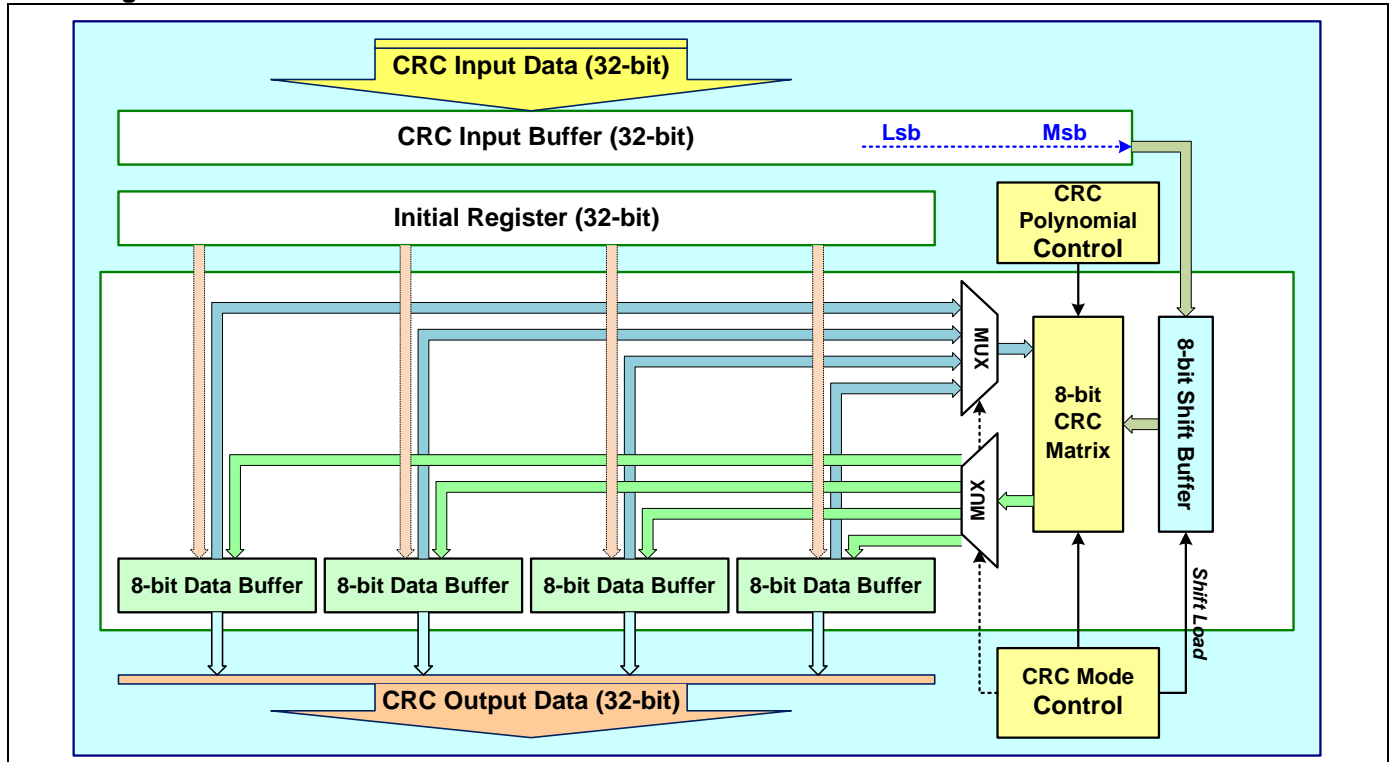 CRC Input Data (32-bit)
CRC Input Buffer (32-bit)
Lsb
Msb
Initial Register (32-bit)
CRC
Polynomial
Control
MUX
8-bit
CRC
Matrix
8-bit Shift Buffer
MUX
8-bit Data Buffer
8-bit Data Buffer
8-bit Data Buffer
8-bit Data Buffer
Shift Load
CRC Mode
Control
CRC Output Data (32-bit)